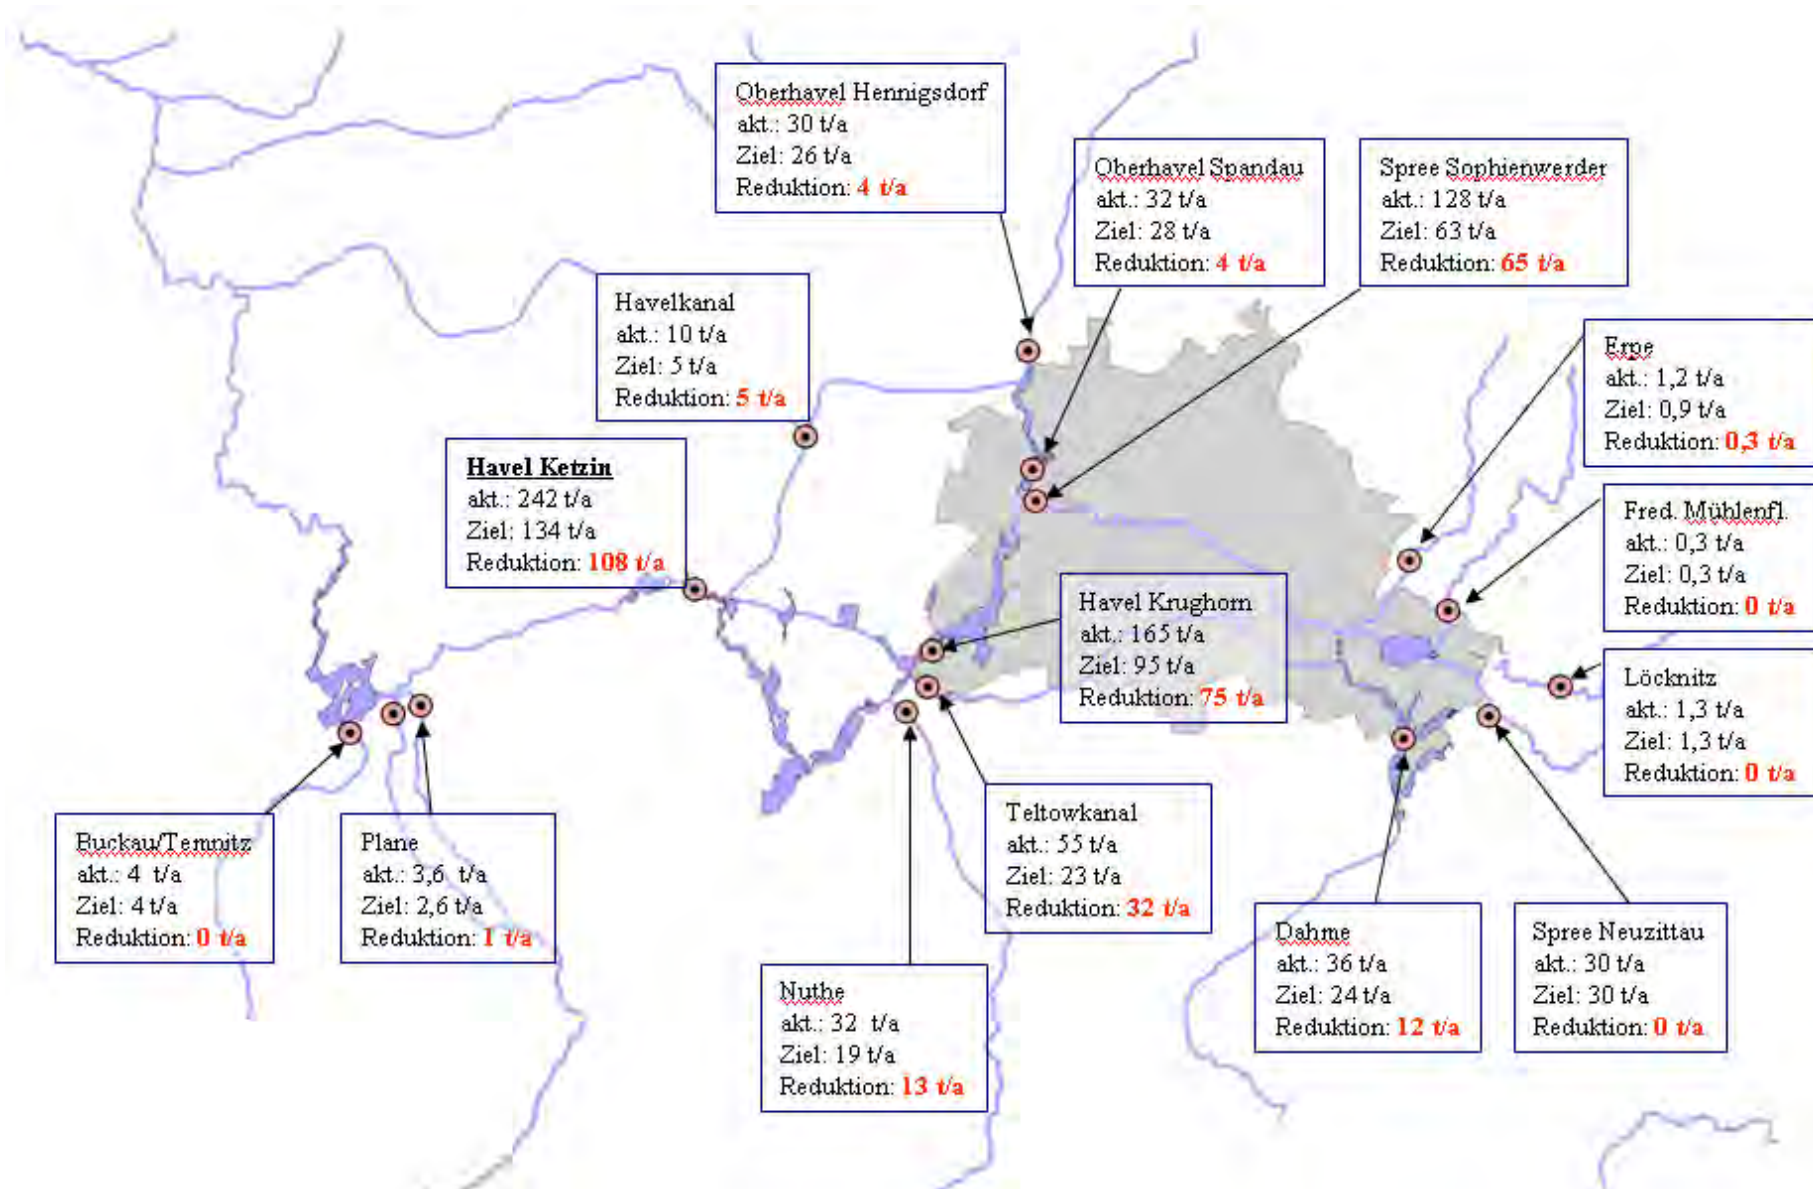 Oberhavel Hennigsdorf
akt.: 30 t/a
Ziel: 26 t/a
Reduktion: 4 t/a
Oberhavel Spandau
akt.: 32 t/a
Ziel: 28 t/a
Reduktion: 4 t/a
Spree Sophienwerder
akt.: 128 t/a
Ziel: 63 t/a
Reduktion: 65 t/a
Havelkanal
akt.: 10 t/a
Ziel: 5 t/a
Reduktion: 5 t/a
Erpe
akt.: 1,2 t/a
Ziel: 0,9 t/a
Reduktion: 0,3 t/a
Havel Ketzin
akt.: 242 t/a
Ziel: 134 t/a
Reduktion: 108 t/a
Fred. Mühlenfl.
akt.: 0,3 t/a
Ziel: 0,3 t/a
Reduktion: 0 t/a
Havel Krughorn
akt.: 165 t/a
Ziel: 95 t/a
Reduktion: 75 t/a
Löcknitz
akt.: 1,3 t/a
Ziel: 1,3 t/a
Reduktion: 0 t/a
Buckau/Temnitz
akt.: 4 t/a
Ziel: 4 t/a
Reduktion: 0 t/a
Plane
akt.: 3,6 t/a
Ziel: 2,6 t/a
Reduktion: 1 t/a
Teltowkanal
akt.: 55 t/a
Ziel: 23 t/a
Reduktion: 32 t/a
Nuthe
akt.: 32 t/a
Ziel: 19 t/a
Reduktion: 13 t/a
Dahme
akt.: 36 t/a
Ziel: 24 t/a
Reduktion: 12 t/a
Spree Neuzittau
akt.: 30 t/a
Ziel: 30 t/a
Reduktion: 0 t/a